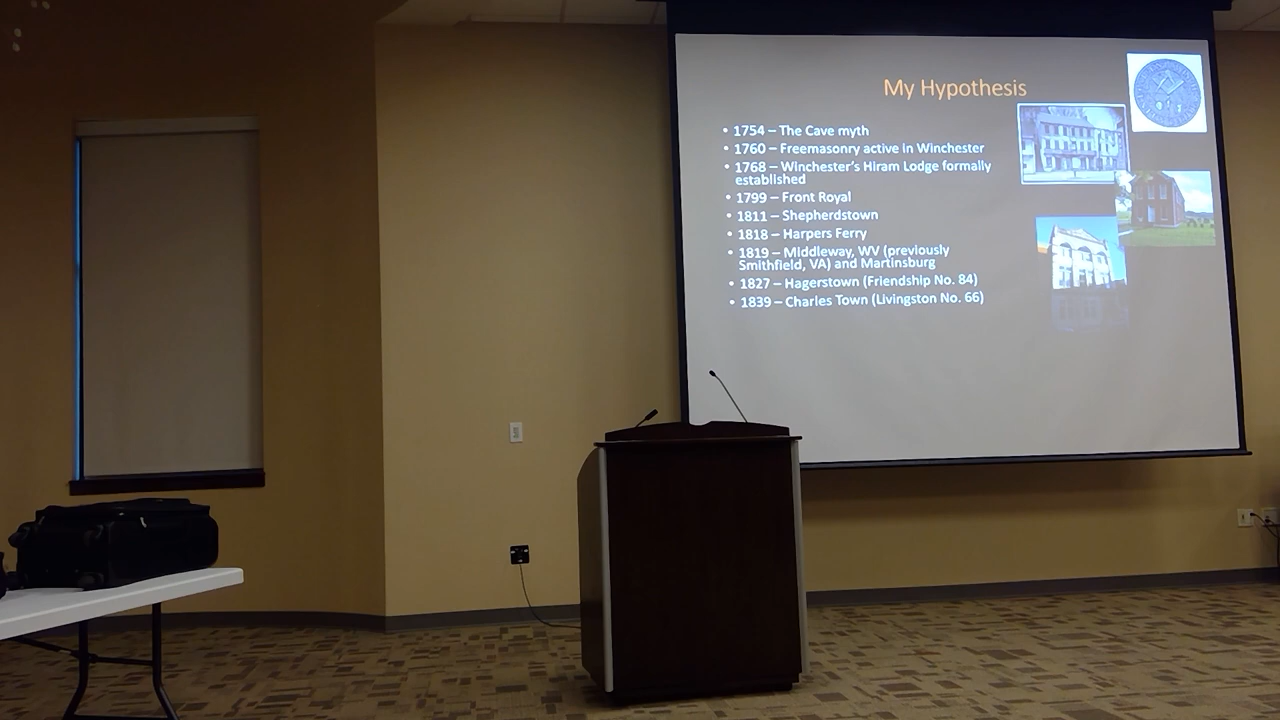 My Hypothesis
• 1754 – The Cave myth
• 1760 – Freemasonry active in Winchester
• 1768 – Winchester's Hiram Lodge formally
established
• 1799 – Front Royal
• 1811 – Shepherdstown
• 1818 – Harpers Ferry
• 1819 – Middleway, WV (previously
Smithfield, VA) and Martinsburg
• 1827 – Hagerstown (Friendship No. 84)
• 1839 – Charles Town (Livingston No. 66)